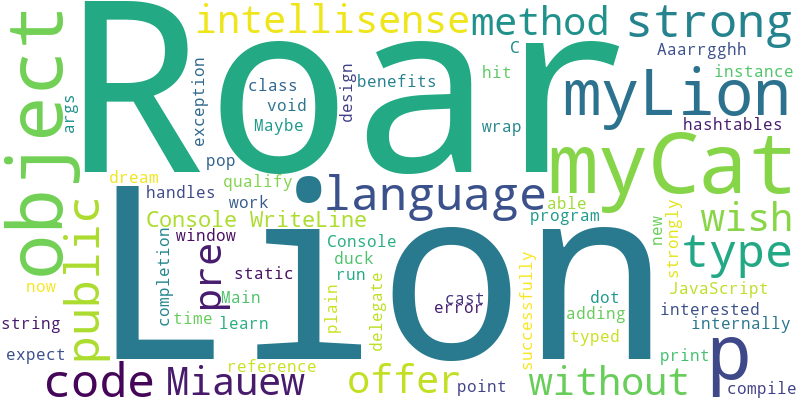 intellisense method strong
object Roar
Aaarrgghh
C
hit instance
args exception class void Maybe design benefits
myLion
wrap hashtables
pop
dream qualify
handles language myCat
work able
public Console WriteLine program wish
new strongly
completion window pre Console duck type
static run
now Main Lion cast error dot JavaScript
string time learn plain delegate successfully adding interested internally
typed
expect reference point print p compile
code Miauew offer without